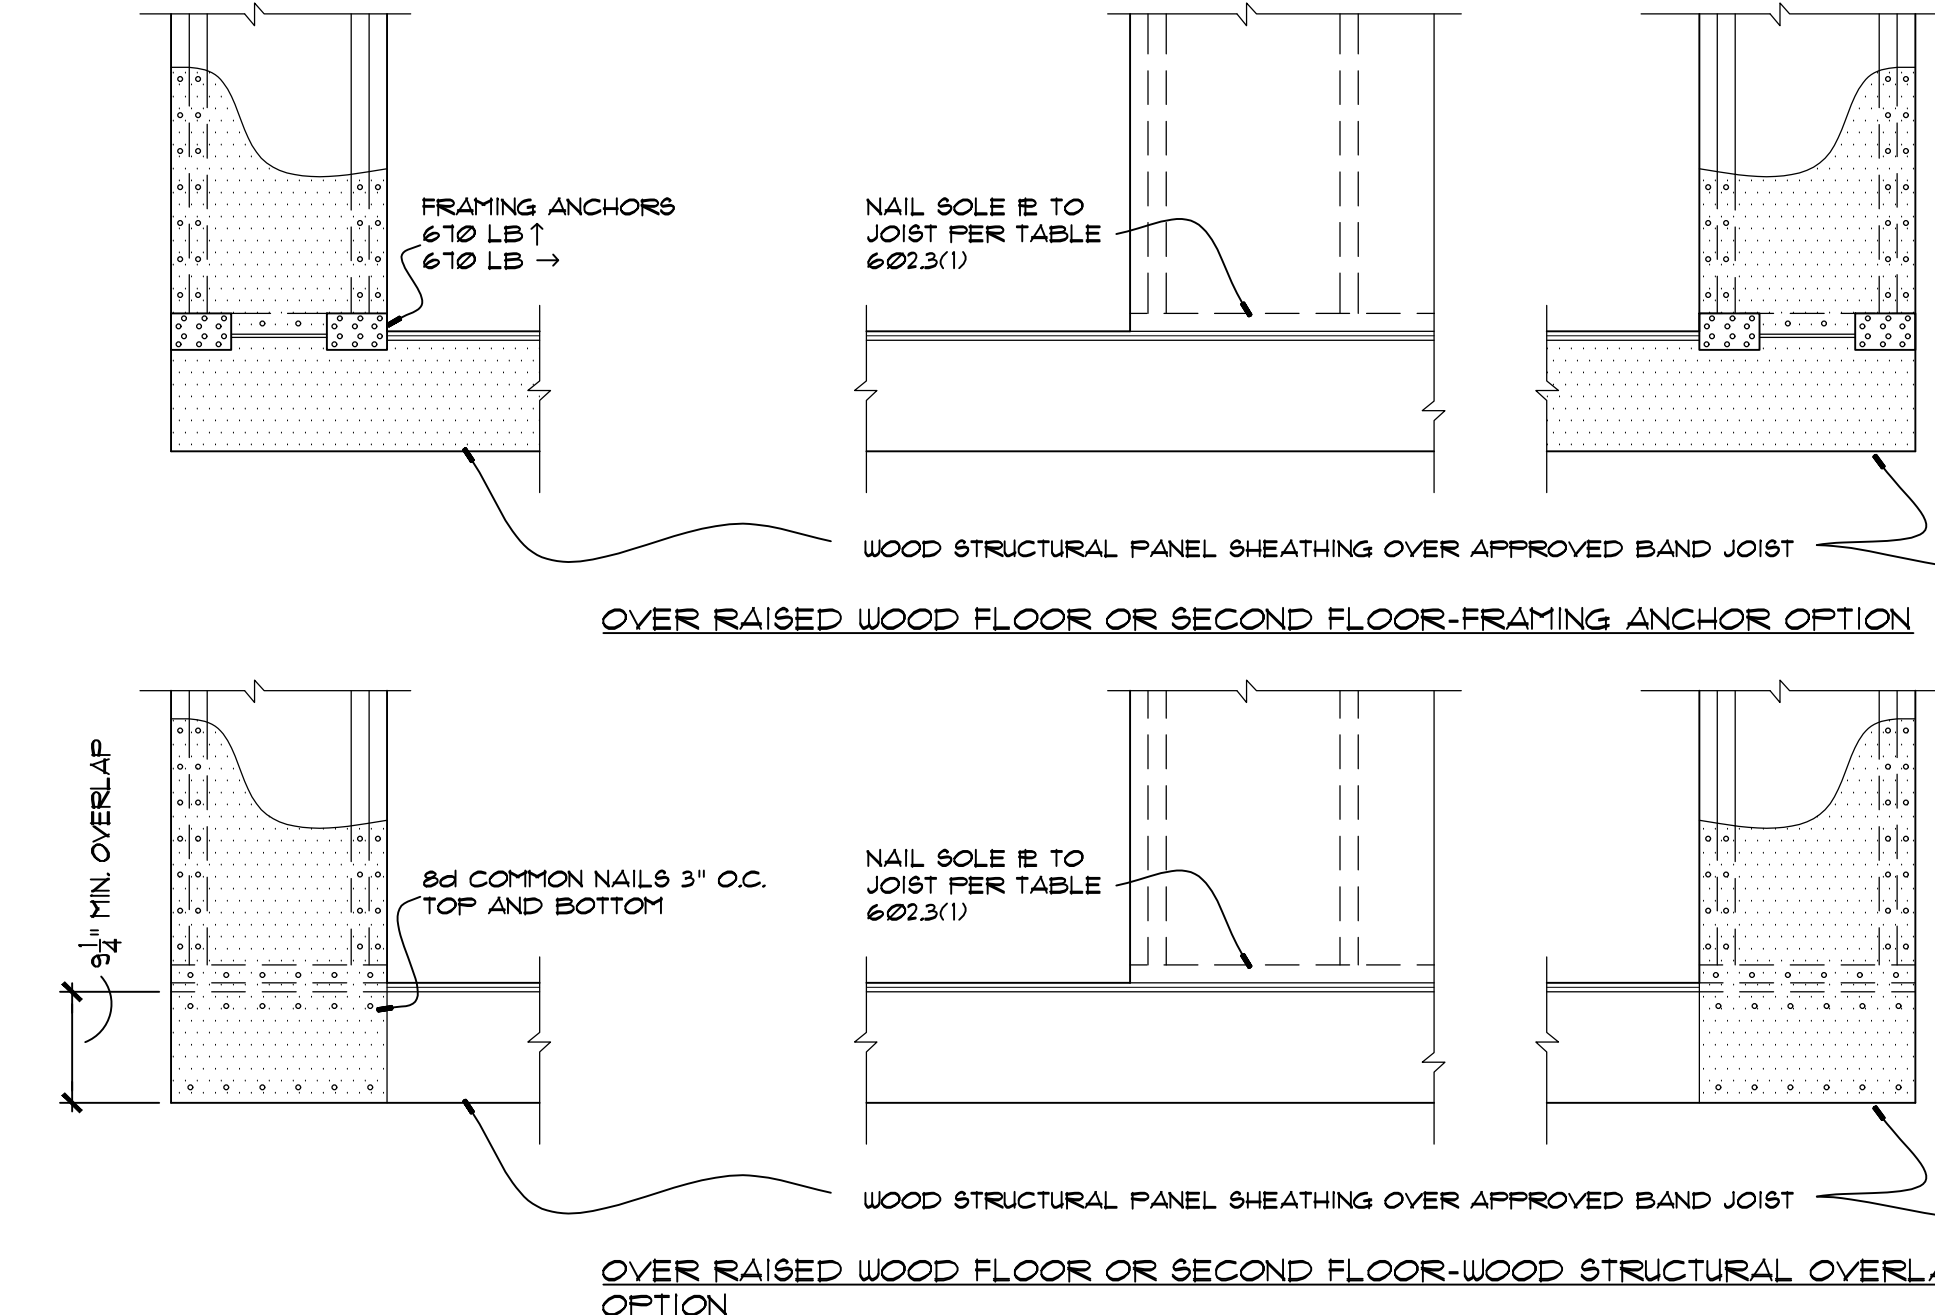 FRAMING ANCHORS
670 LB ↑
670 LB →
NAIL SOLE ⅊ TO
JOIST PER TABLE
602.3(1)
WOOD STRUCTURAL PANEL SHEATHING OVER APPROVED BAND JOIST
OVER RAISED WOOD FLOOR OR SECOND FLOOR-FRAMING ANCHOR OPTION
9 1/4" MIN. OVERLAP
8d COMMON NAILS 3" O.C.
TOP AND BOTTOM
NAIL SOLE ⅊ TO
JOIST PER TABLE
602.3(1)
WOOD STRUCTURAL PANEL SHEATHING OVER APPROVED BAND JOIST
OVER RAISED WOOD FLOOR OR SECOND FLOOR-WOOD STRUCTURAL OVERLA
OPTION